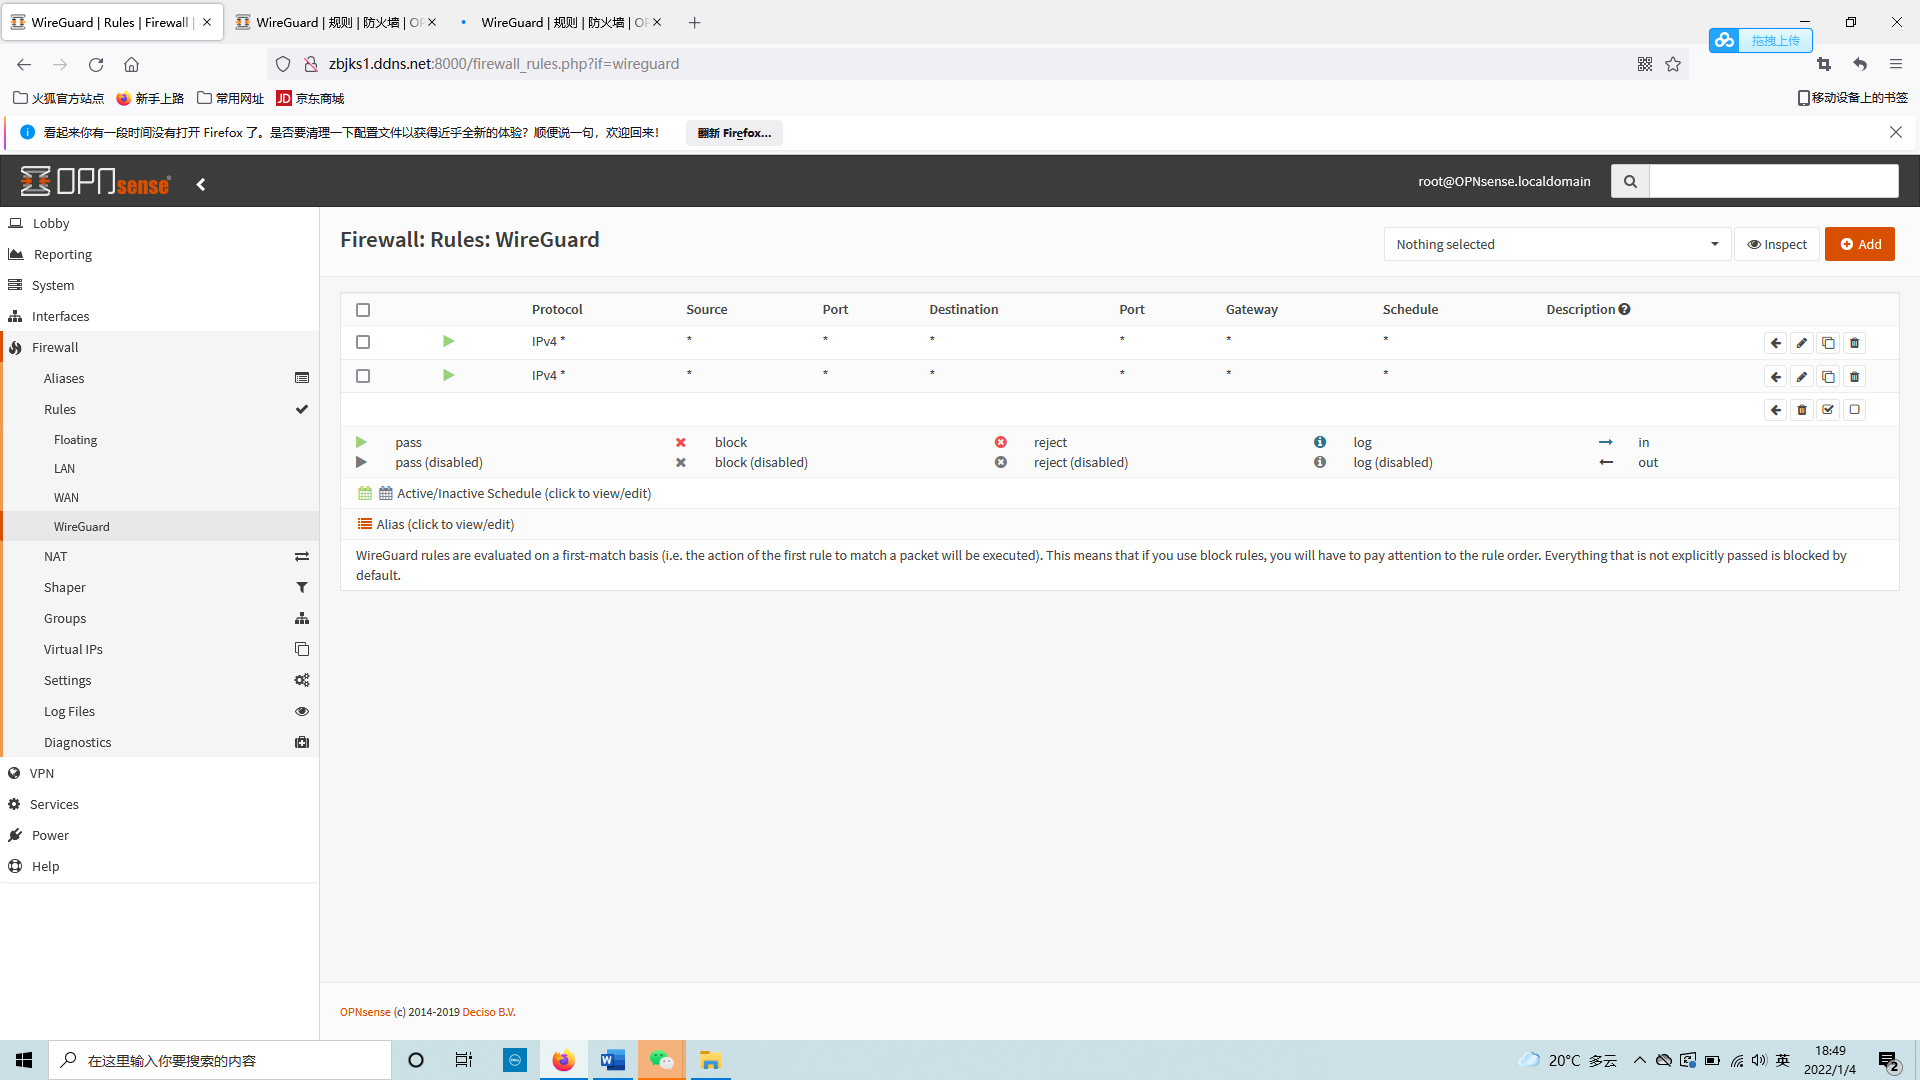 WireGuard | Rules | Firewall |
WireGuard | 规则 | 防火墙 | OP
WireGuard | 规则 | 防火墙 | OP
拖拽上传
zbjks1.ddns.net:8000/firewall_rules.php?if=wireguard
火狐官方站点
新手上路
常用网址
JD 京东商城
移动设备上的书签
看起来你有一段时间没有打开 Firefox 了。是否要清理一下配置文件以获得近乎全新的体验？顺便说一句，欢迎回来！
翻新 Firefox...
OPNsense
root@OPNsense.localdomain
Lobby
Reporting
System
Interfaces
Firewall
Aliases
Rules
Floating
LAN
WAN
WireGuard
NAT
Shaper
Groups
Virtual IPs
Settings
Log Files
Diagnostics
VPN
Services
Power
Help
Firewall: Rules: WireGuard
Nothing selected
Inspect
Add
Protocol Source Port Destination Port Gateway Schedule Description
IPv4 * * * * * * *
IPv4 * * * * * * *
pass block reject log in
pass (disabled) block (disabled) reject (disabled) log (disabled) out
Active/Inactive Schedule (click to view/edit)
Alias (click to view/edit)
WireGuard rules are evaluated on a first-match basis (i.e. the action of the first rule to match a packet will be executed). This means that if you use block rules, you will have to pay attention to the rule order. Everything that is not explicitly passed is blocked by
default.
OPNsense (c) 2014-2019 Deciso B.V.
在这里输入你要搜索的内容
20°C 多云
英
18:49
2022/1/4
2